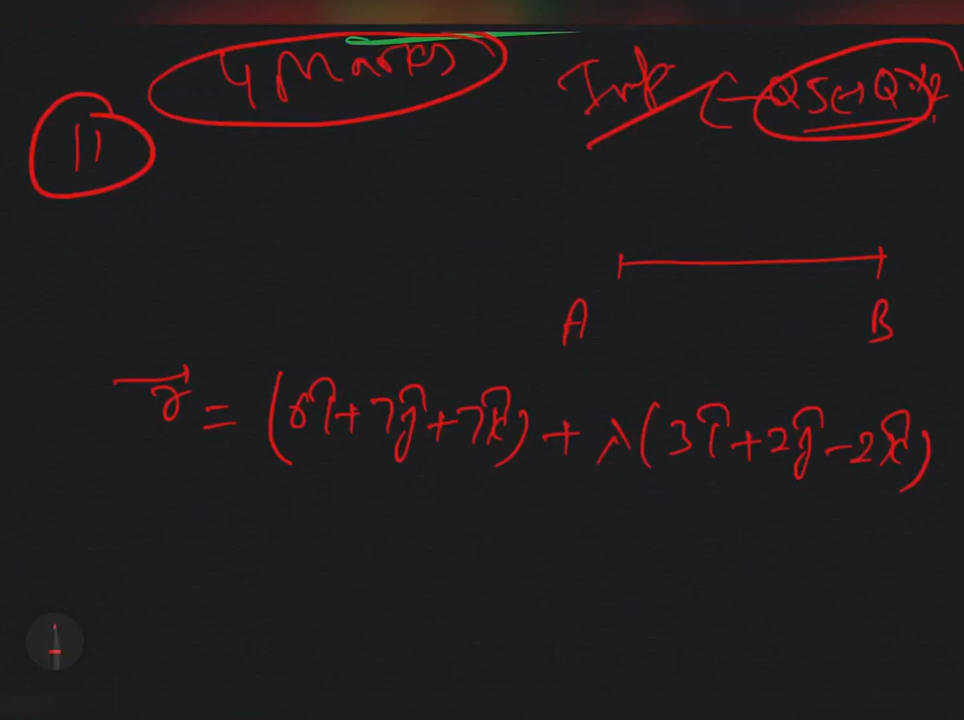 4 Marks Imp
11
A B
r⃗ = (6î + 7ĵ + 7k̂) + λ(3î + 2ĵ - 2k̂)